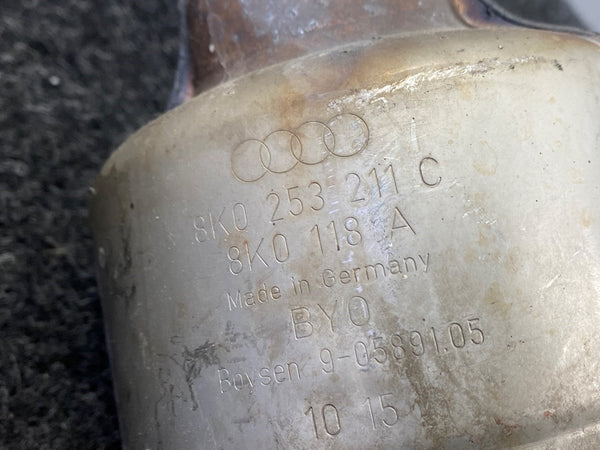 8K0 253 211 C
8K0 118 A
Made in Germany
BYO
Boysen 9-05891.05
10 15